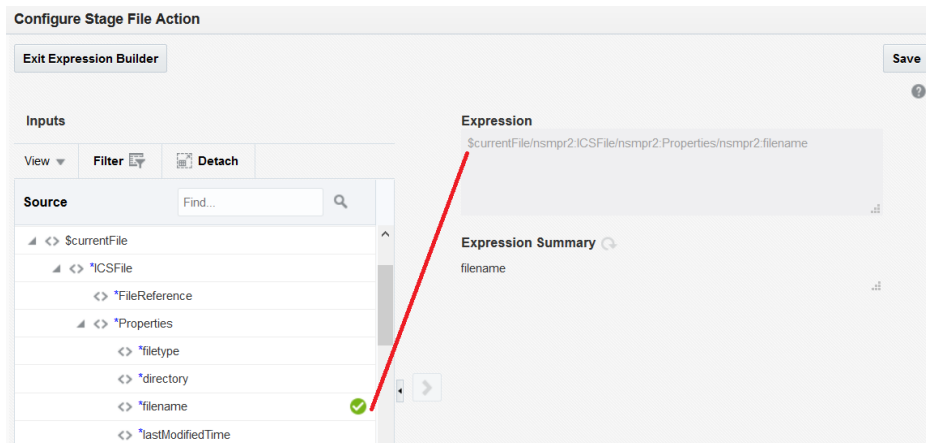 Configure Stage File Action
Exit Expression Builder
Save
Inputs
View
Filter
Detach
Source
Find...
$currentFile
*ICSFile
*FileReference
*Properties
*filetype
*directory
*filename
*lastModifiedTime
Expression
$currentFile/nsmpr2:ICSFile/nsmpr2:Properties/nsmpr2:filename
Expression Summary
filename